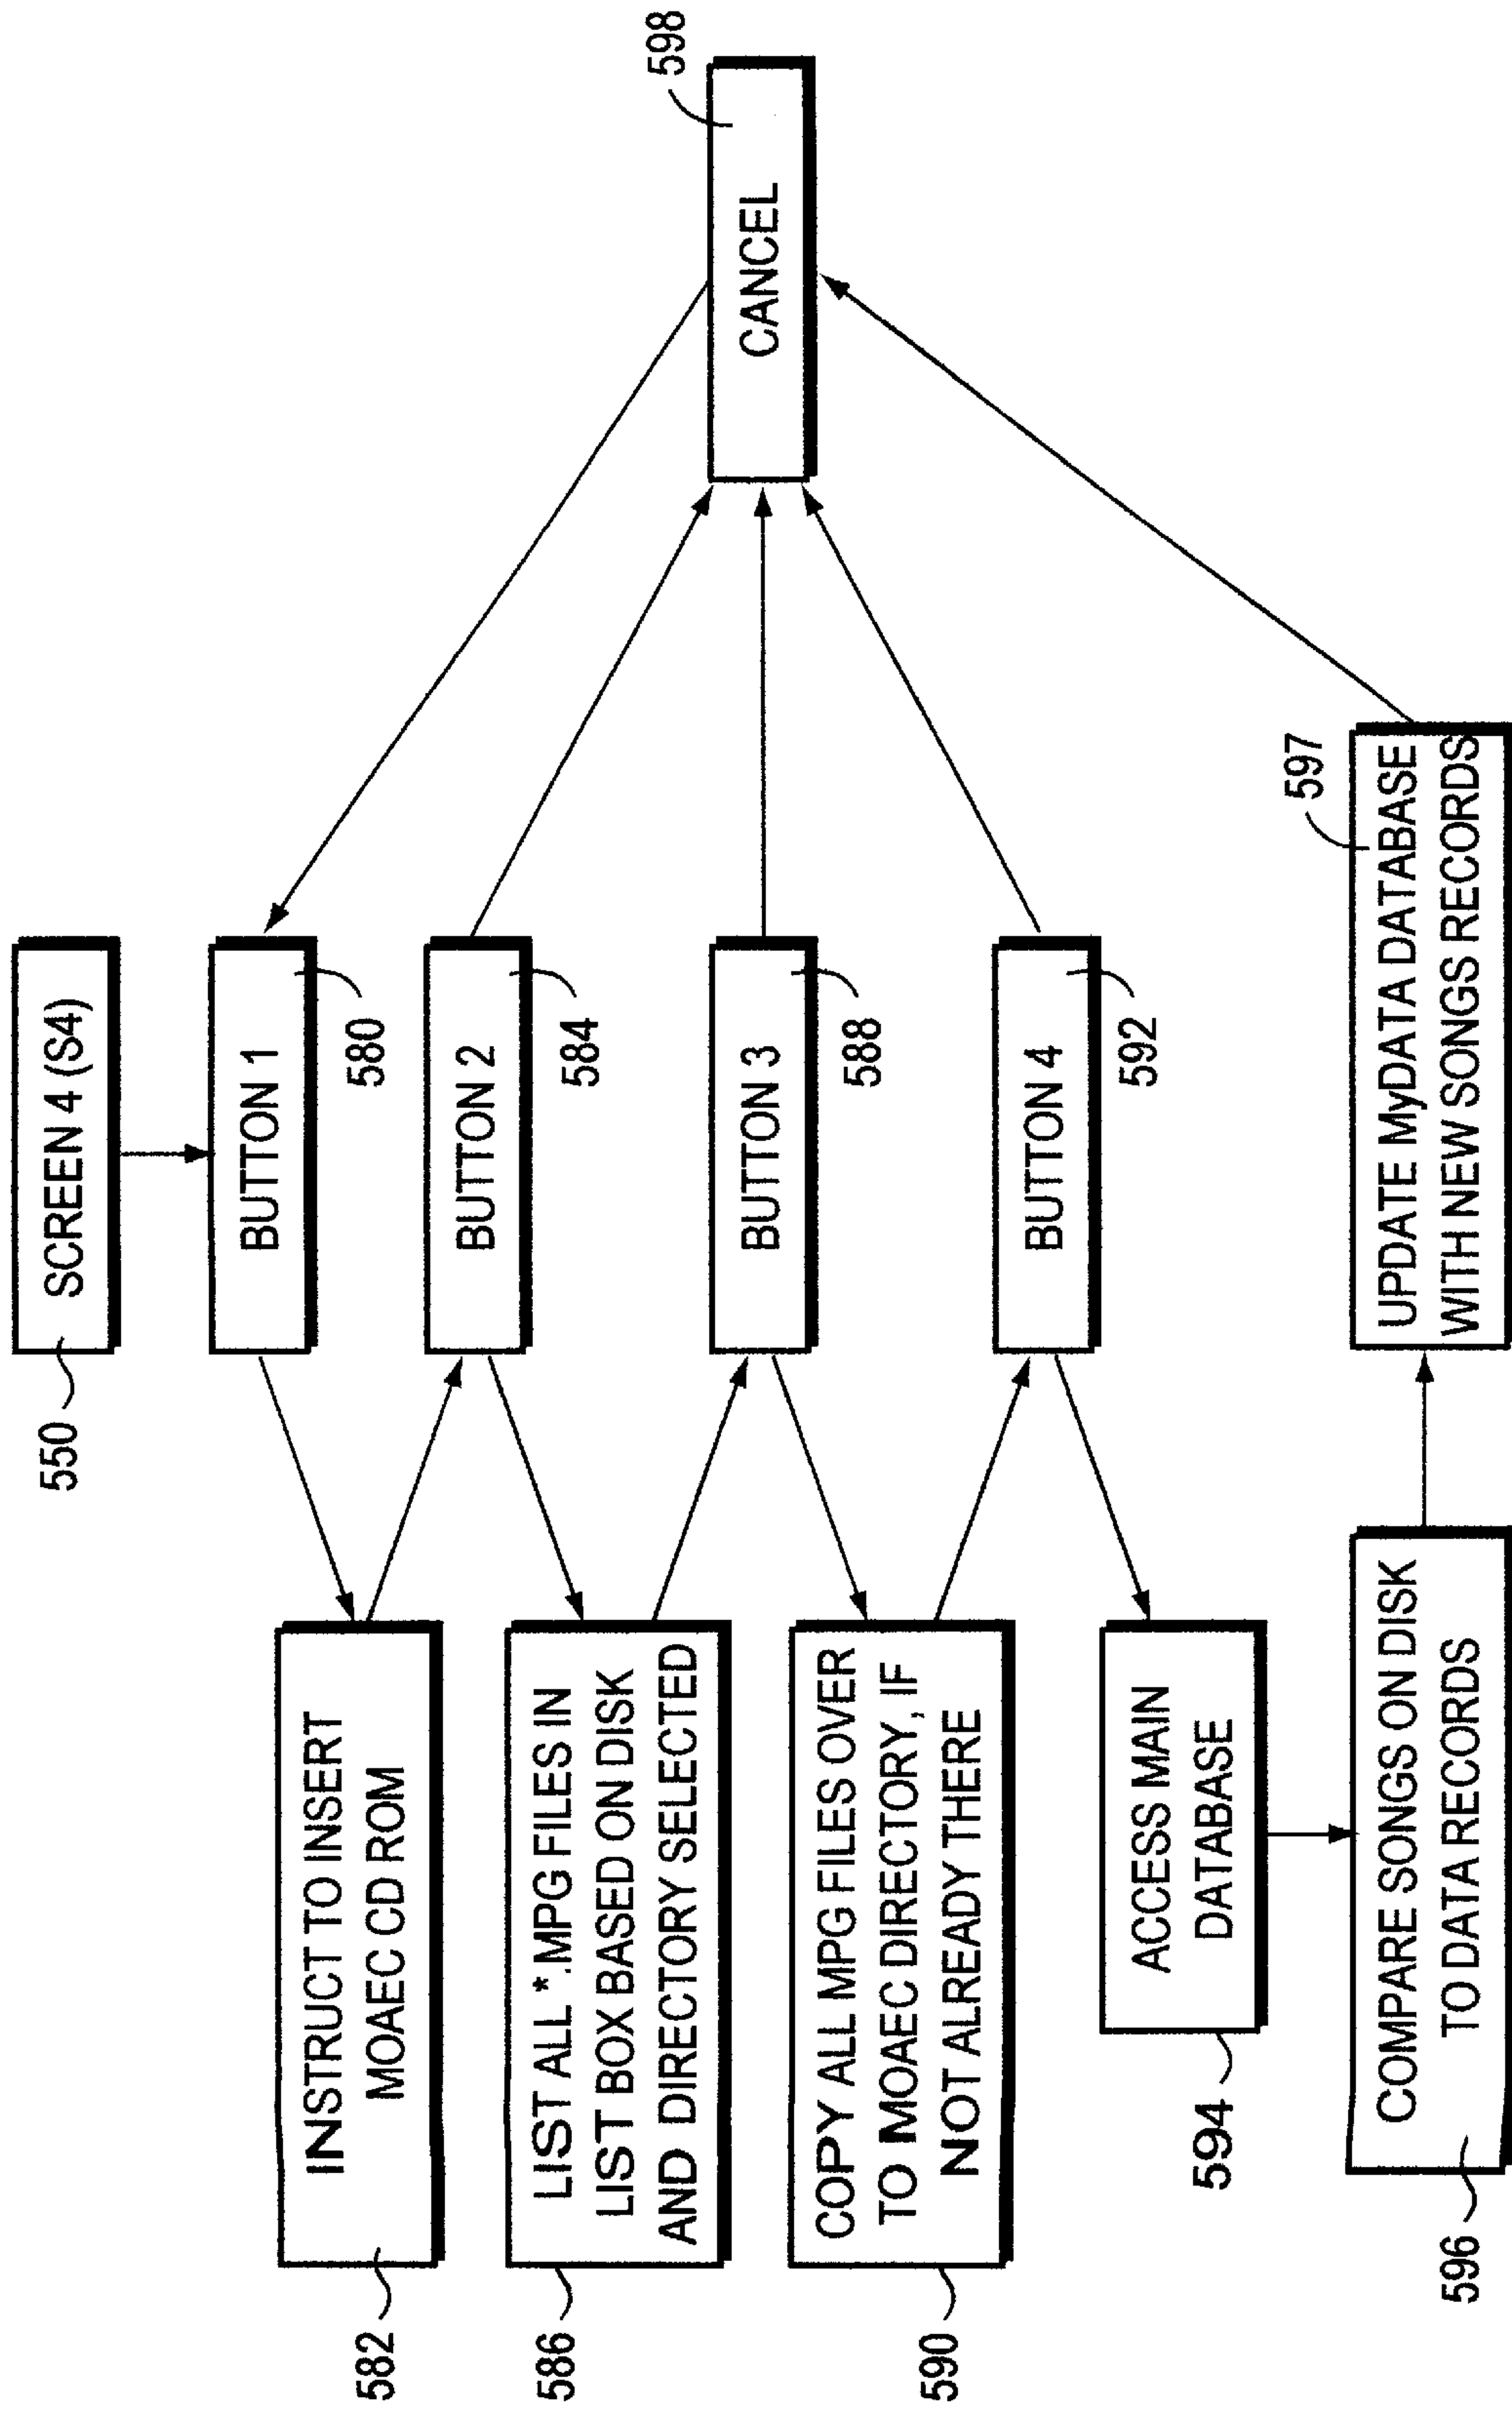 550
SCREEN 4 (S4)
BUTTON 1
580
582
INSTRUCT TO INSERT
MOAEC CD ROM
BUTTON 2
584
586
LIST ALL *.MPG FILES IN
LIST BOX BASED ON DISK
AND DIRECTORY SELECTED
BUTTON 3
588
CANCEL
598
590
COPY ALL MPG FILES OVER
TO MOAEC DIRECTORY, IF
NOT ALREADY THERE
BUTTON 4
592
594
ACCESS MAIN
DATABASE
596
COMPARE SONGS ON DISK
TO DATA RECORDS
597
UPDATE MyDATA DATABASE
WITH NEW SONGS RECORDS